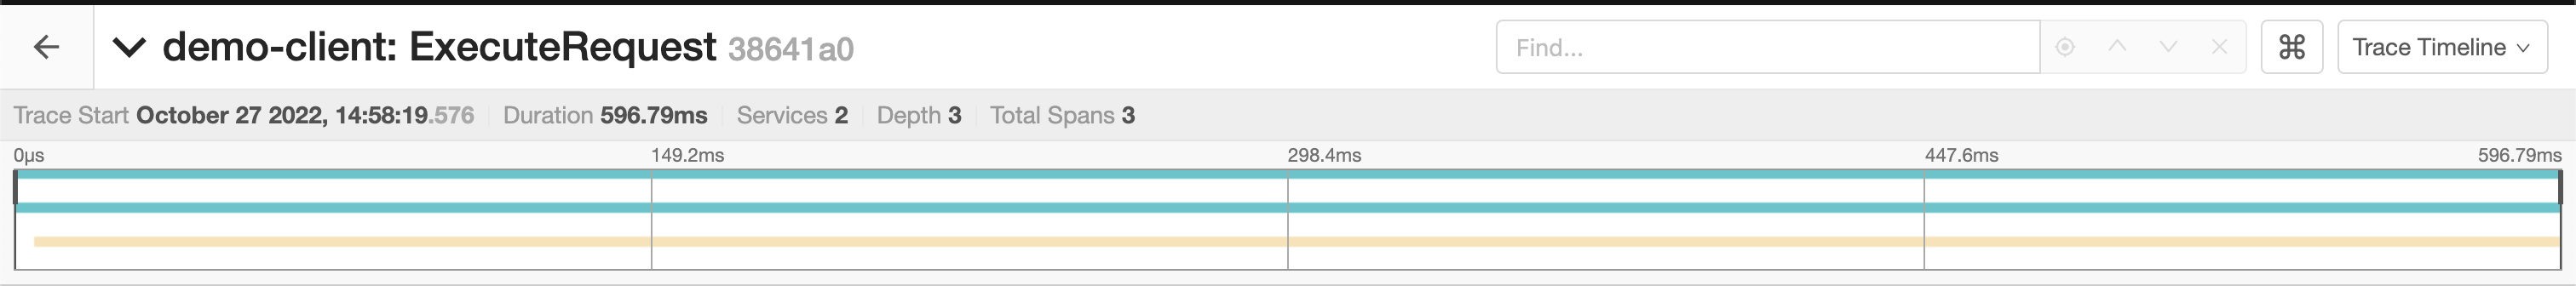 demo-client: ExecuteRequest 38641a0 Find... ⌘ Trace Timeline
Trace Start October 27 2022, 14:58:19.576 Duration 596.79ms Services 2 Depth 3 Total Spans 3
0μs 149.2ms 298.4ms 447.6ms 596.79ms